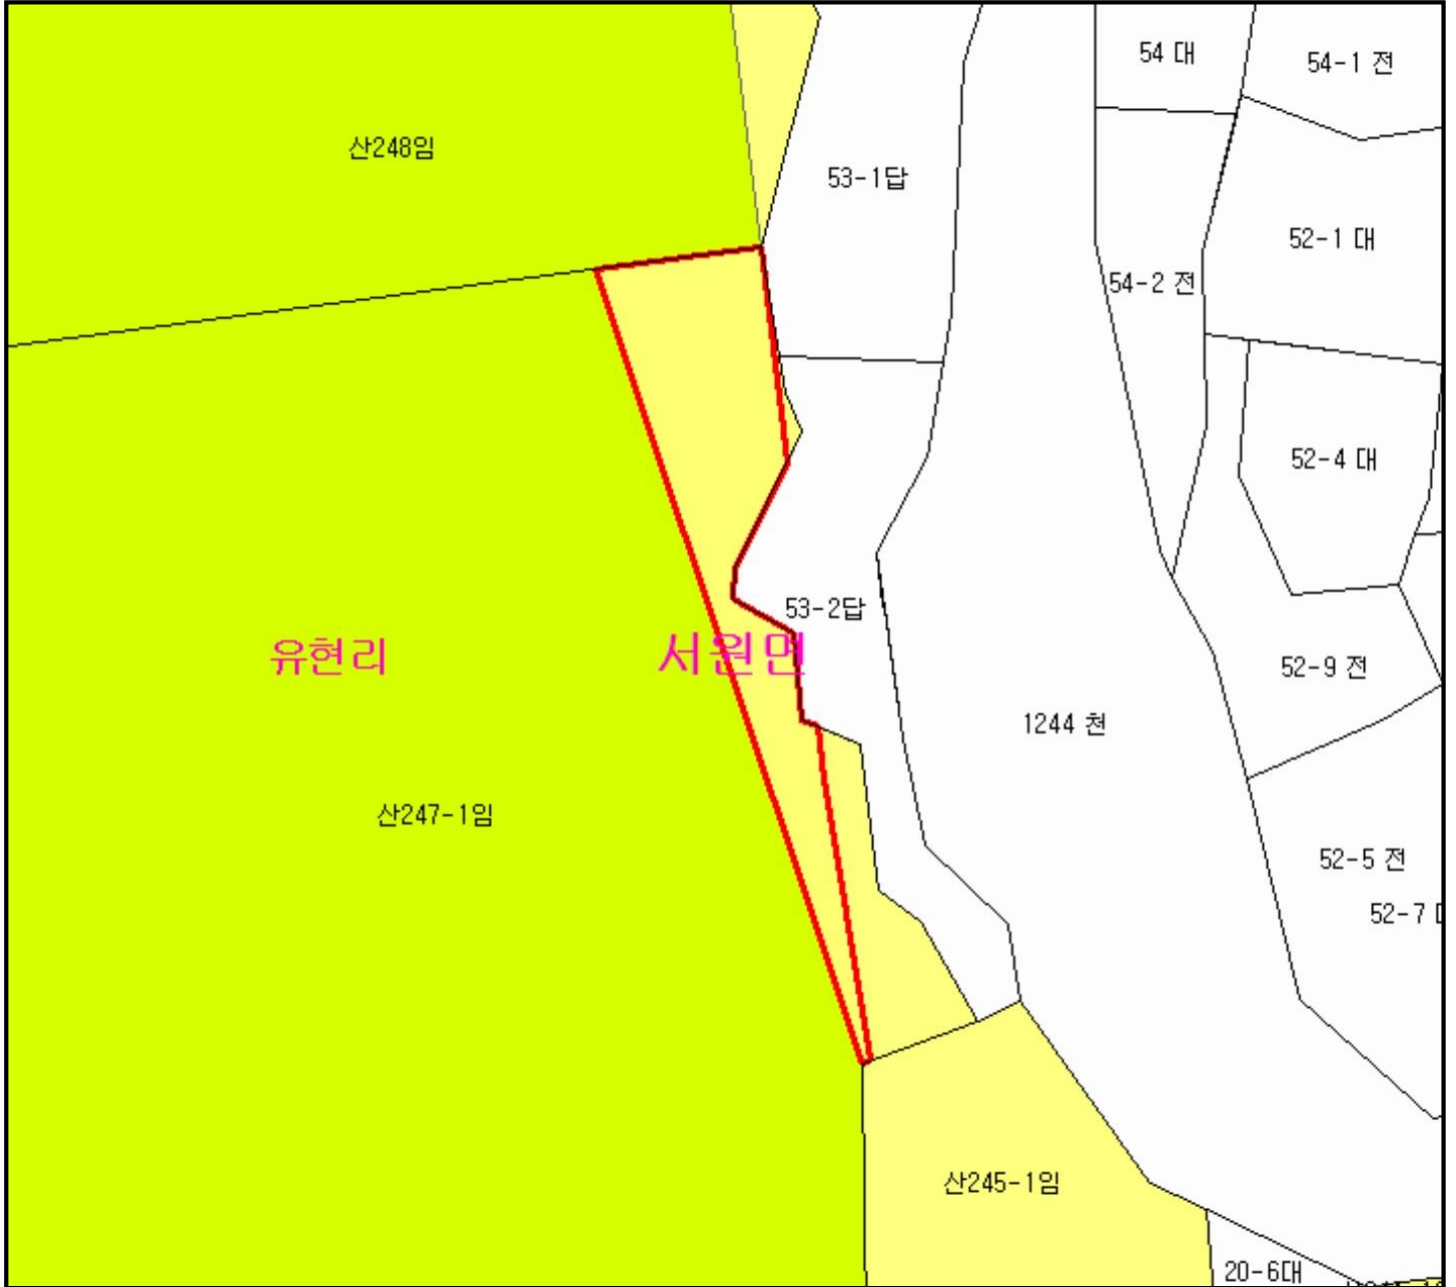 54 대
54-1 전
산248임
53-1답
52-1 대
54-2 전
52-4 대
53-2답
유현리
서원면
52-9 전
1244 천
산247-1임
52-5 전
52-7
산245-1임
20-6대